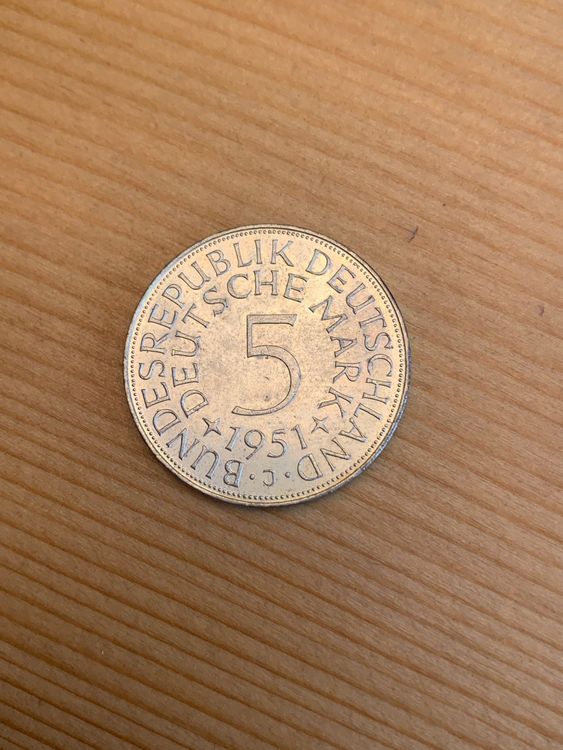 BUNDESREPUBLIK DEUTSCHLAND
DEUTSCHE MARK
5
1951
J